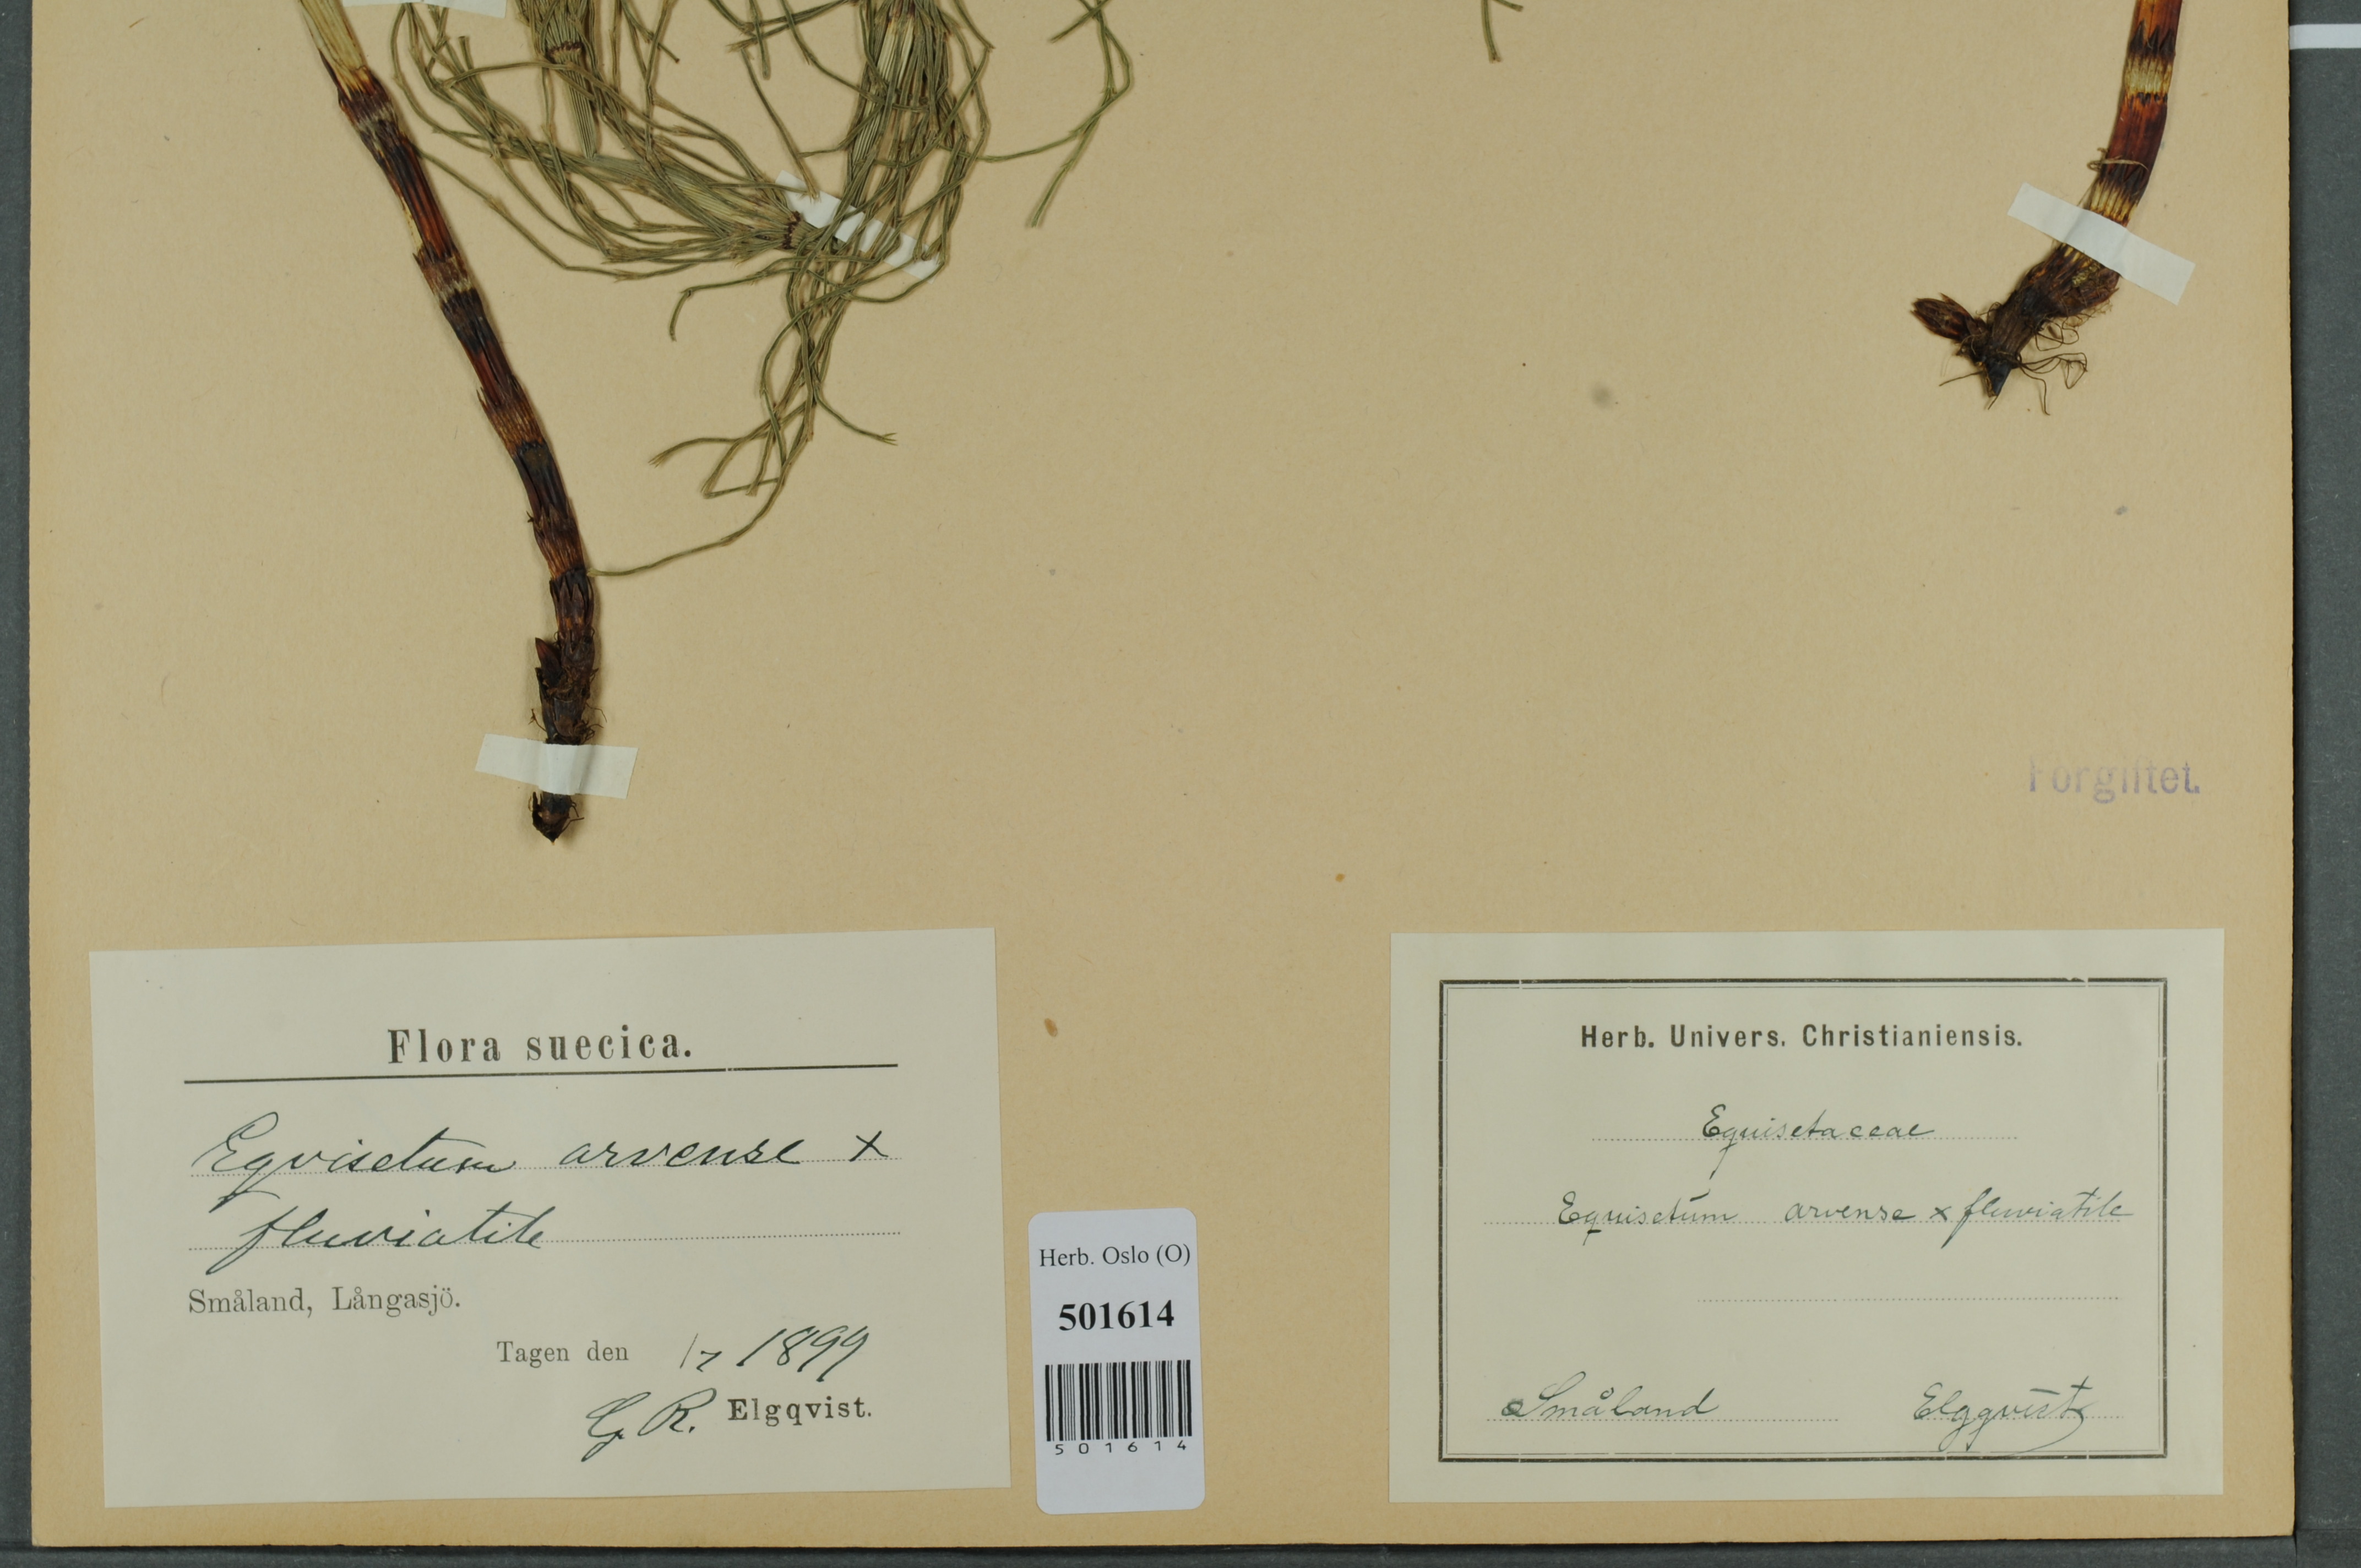 Forgiftet.
Flora suecica.
Eqvisetum arvense ×
fluviatile
Småland, Långasjö.
Tagen den 1/7 1899
G. R. Elgqvist.
Herb. Oslo (O)
501614
501614
Herb. Univers. Christianiensis.
Equisetaceae
Equisetum arvense × fluviatile
Småland Elgqvist